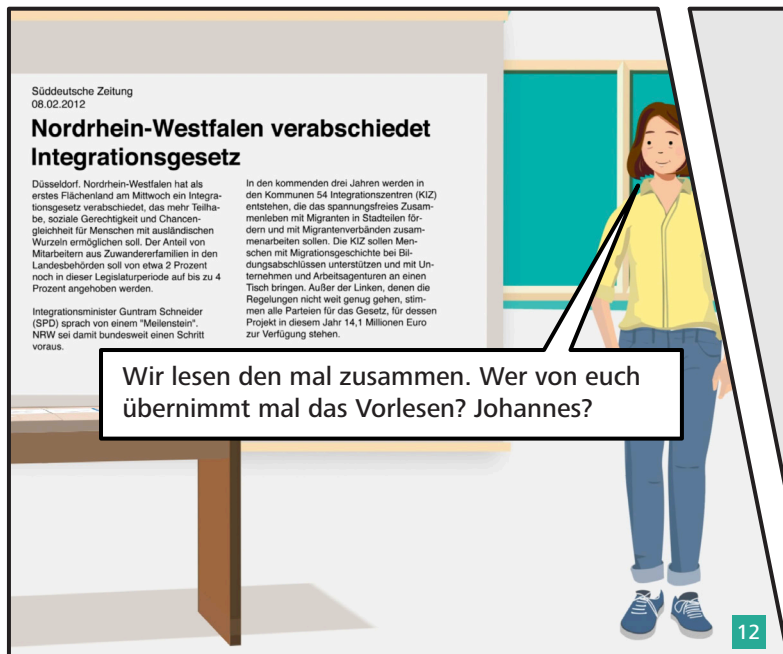 Süddeutsche Zeitung
08.02.2012
Nordrhein-Westfalen verabschiedet
Integrationsgesetz
Düsseldorf. Nordrhein-Westfalen hat als
erstes Flächenland am Mittwoch ein Integra-
tionsgesetz verabschiedet, das mehr Teilha-
be, soziale Gerechtigkeit und Chancen-
gleichheit für Menschen mit ausländischen
Wurzeln ermöglichen soll. Der Anteil von
Mitarbeitern aus Zuwandererfamilien in den
Landesbehörden soll von etwa 2 Prozent
noch in dieser Legislaturperiode auf bis zu 4
Prozent angehoben werden.
Integrationsminister Guntram Schneider
(SPD) sprach von einem "Meilenstein".
NRW sei damit bundesweit einen Schritt
voraus.
In den kommenden drei Jahren werden in
den Kommunen 54 Integrationszentren (KIZ)
entstehen, die das spannungsfreies Zusam-
menleben mit Migranten in Stadtteilen för-
dern und mit Migrantenverbänden zusam-
menarbeiten sollen. Die KIZ sollen Men-
schen mit Migrationsgeschichte bei Bil-
dungsabschlüssen unterstützen und mit Un-
ternehmen und Arbeitsagenturen an einen
Tisch bringen. Außer der Linken, denen die
Regelungen nicht weit genug gehen, stim-
men alle Parteien für das Gesetz, für dessen
Projekt in diesem Jahr 14,1 Millionen Euro
zur Verfügung stehen.
Wir lesen den mal zusammen. Wer von euch
übernimmt mal das Vorlesen? Johannes?
12